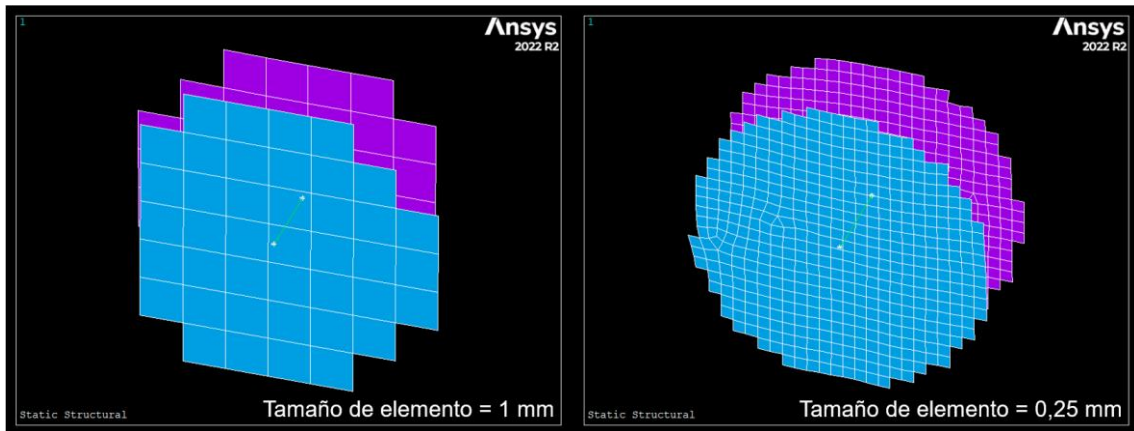 1
Ansys
2022 R2
Static Structural
Tamaño de elemento = 1 mm
1
Ansys
2022 R2
Static Structural
Tamaño de elemento = 0,25 mm